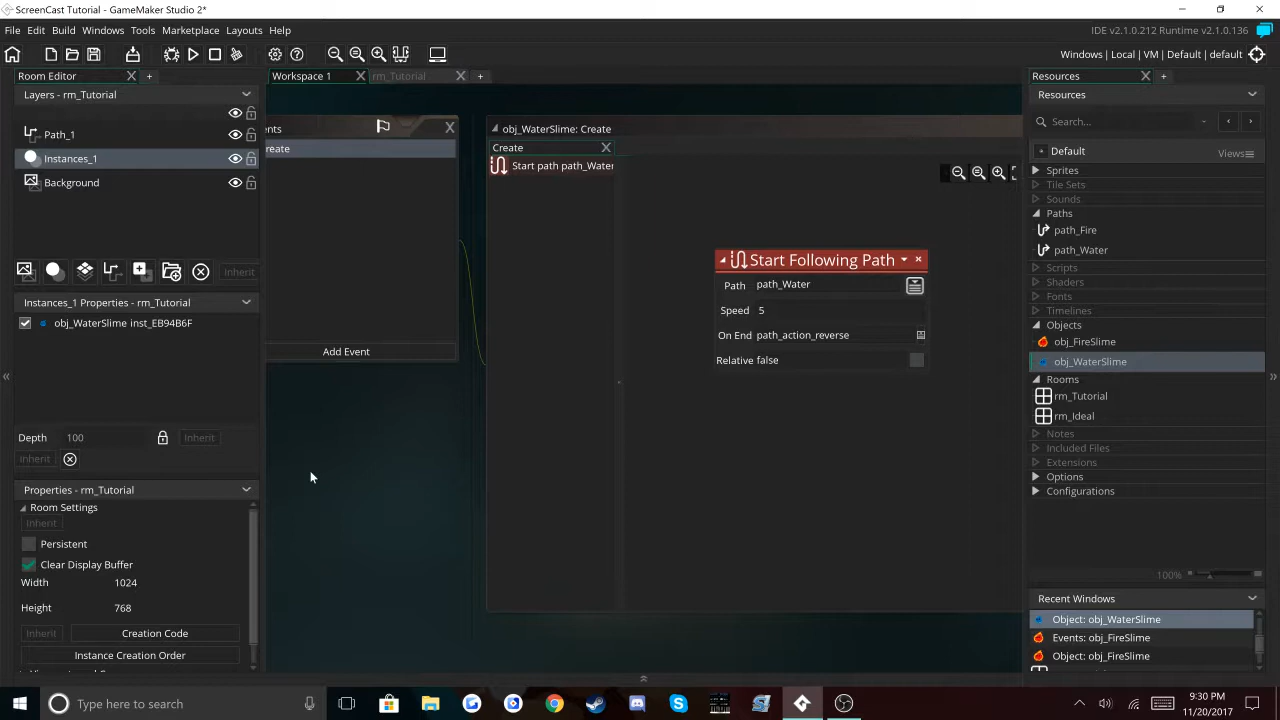 ScreenCast Tutorial - GameMaker Studio 2*
File Edit Build Windows Tools Marketplace Layouts Help
IDE v2.1.0.212 Runtime v2.1.0.136
Windows | Local | VM | Default | default
Room Editor
Workspace 1
rm_Tutorial
Resources
Layers - rm_Tutorial
Path_1
Instances_1
Background
Inherit
Instances_1 Properties - rm_Tutorial
obj_WaterSlime inst_EB94B6F
Depth 100 Inherit
Inherit
Properties - rm_Tutorial
Room Settings
Inherit
Persistent
Clear Display Buffer
Width 1024
Height 768
Inherit Creation Code
Instance Creation Order
ents
reate
Add Event
obj_WaterSlime: Create
Create
Start path path_Water
Start Following Path
Path path_Water
Speed 5
On End path_action_reverse
Relative false
Resources
Search...
Default
Views
Sprites
Tile Sets
Sounds
Paths
path_Fire
path_Water
Scripts
Shaders
Fonts
Timelines
Objects
obj_FireSlime
obj_WaterSlime
Rooms
rm_Tutorial
rm_Ideal
Notes
Included Files
Extensions
Options
Configurations
100%
Recent Windows
Object: obj_WaterSlime
Events: obj_FireSlime
Object: obj_FireSlime
Type here to search
9:30 PM
11/20/2017